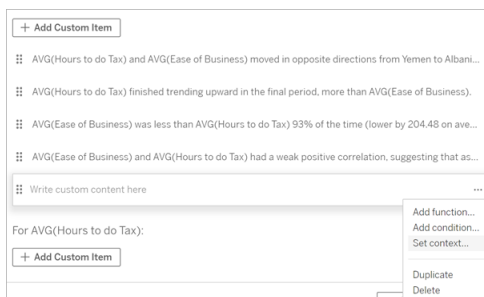 + Add Custom Item
AVG(Hours to do Tax) and AVG(Ease of Business) moved in opposite directions from Yemen to Albani...
AVG(Hours to do Tax) finished trending upward in the final period, more than AVG(Ease of Business).
AVG(Ease of Business) was less than AVG(Hours to do Tax) 93% of the time (lower by 204.48 on ave...
AVG(Ease of Business) and AVG(Hours to do Tax) had a weak positive correlation, suggesting that as...
Write custom content here
...
Add function...
Add condition...
Set context...
Duplicate
Delete
For AVG(Hours to do Tax):
+ Add Custom Item